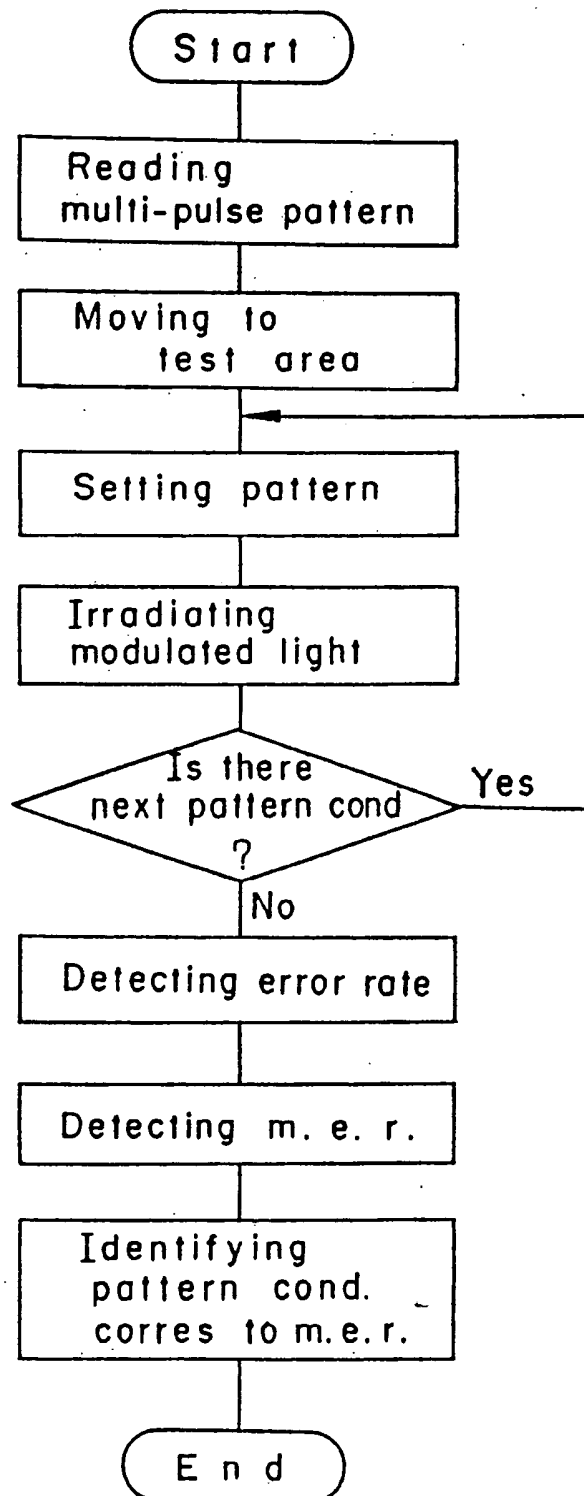 Start
Reading
multi-pulse pattern
Moving to
test area
Setting pattern
Irradiating
modulated light
Is there
next pattern cond
?
Yes
No
Detecting error rate
Detecting m. e. r.
Identifying
pattern cond.
corres to m.e.r.
End